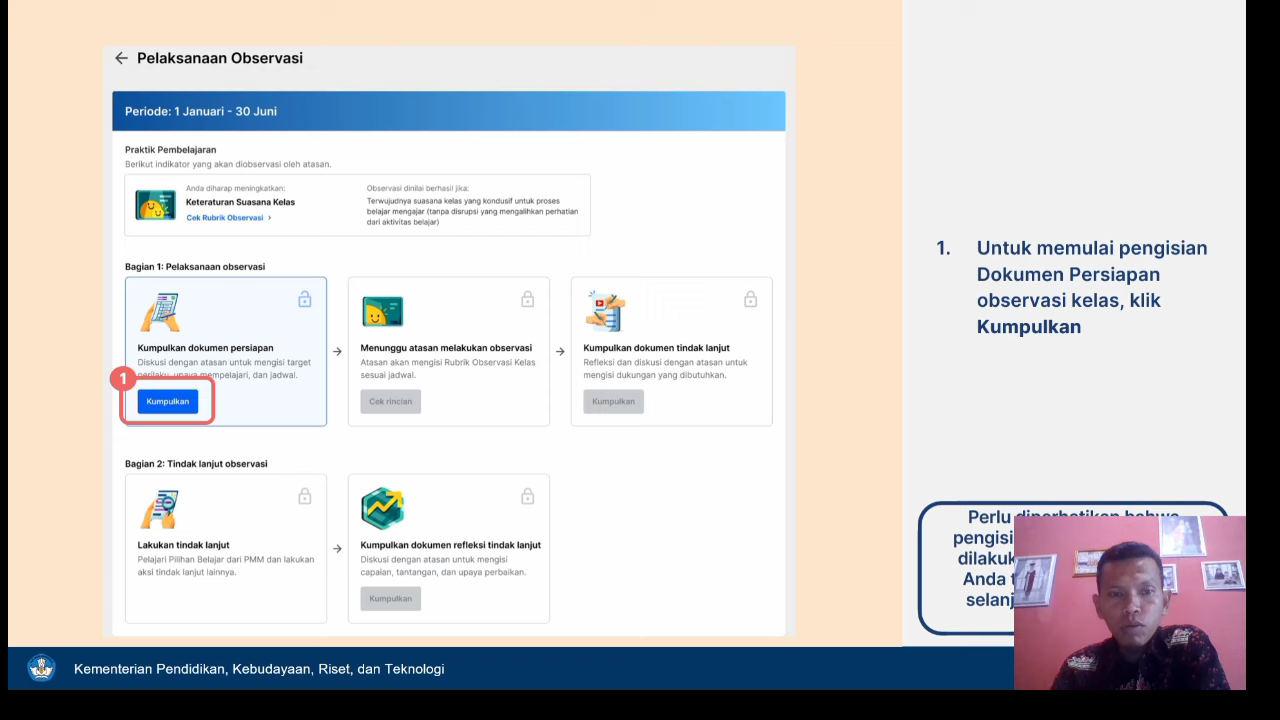 Pelaksanaan Observasi
Periode: 1 Januari - 30 Juni
Praktik Pembelajaran
Berikut indikator yang akan diobservasi oleh atasan.
Anda diharap meningkatkan:
Keteraturan Suasana Kelas
Cek Rubrik Observasi
Observasi dinilai berhasil jika:
Terwujudnya suasana kelas yang kondusif untuk proses
belajar mengajar (tanpa disrupsi yang mengalihkan perhatian
dari aktivitas belajar)
Bagian 1: Pelaksanaan observasi
Kumpulkan dokumen persiapan
Diskusi dengan atasan untuk mengisi target
perilaku, upaya mempelajari, dan jadwal.
1
Kumpulkan
Menunggu atasan melakukan observasi
Atasan akan mengisi Rubrik Observasi Kelas
sesuai jadwal.
Cek rincian
Kumpulkan dokumen tindak lanjut
Refleksi dan diskusi dengan atasan untuk
mengisi dukungan yang dibutuhkan.
Kumpulkan
Bagian 2: Tindak lanjut observasi
Lakukan tindak lanjut
Pelajari Pilihan Belajar dari PMM dan lakukan
aksi tindak lanjut lainnya.
Kumpulkan dokumen refleksi tindak lanjut
Diskusi dengan atasan untuk mengisi
capaian, tantangan, dan upaya perbaikan.
Kumpulkan
1. Untuk memulai pengisian
Dokumen Persiapan
observasi kelas, klik
Kumpulkan
Perlu diperhatikan bahwa
pengisi
dilakuk
Anda t
selanj
Kementerian Pendidikan, Kebudayaan, Riset, dan Teknologi